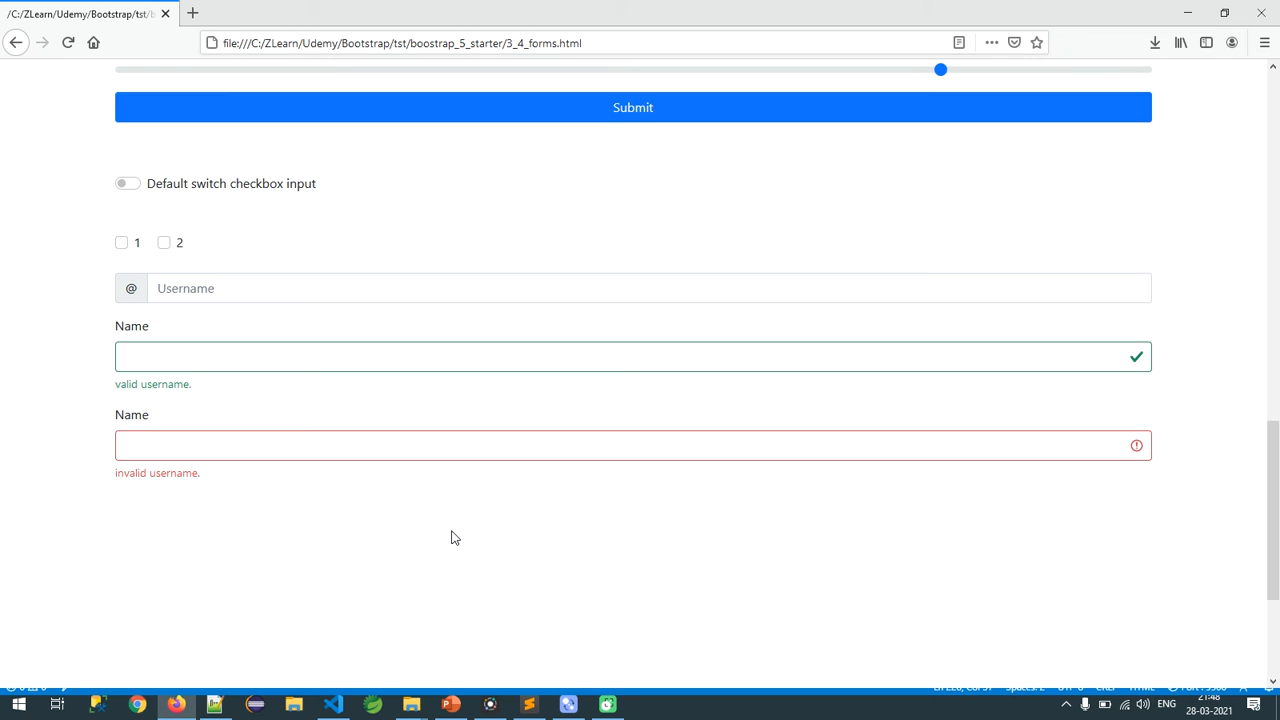 /C:/ZLearn/Udemy/Bootstrap/tst/b
file:///C:/ZLearn/Udemy/Bootstrap/tst/boostrap_5_starter/3_4_forms.html
Submit
Default switch checkbox input
1 2
@ Username
Name
valid username.
Name
invalid username.
ENG
21:48
28-03-2021